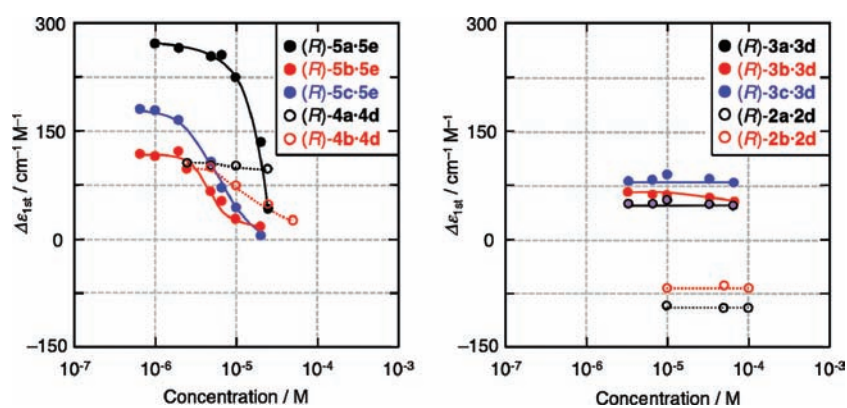 300
150
0
−150
Δε1st / cm−1 M−1
(R)-5a·5e
(R)-5b·5e
(R)-5c·5e
(R)-4a·4d
(R)-4b·4d
10-7 10-6 10-5 10-4 10-3
Concentration / M
300
150
0
−150
Δε1st / cm−1 M−1
(R)-3a·3d
(R)-3b·3d
(R)-3c·3d
(R)-2a·2d
(R)-2b·2d
10-7 10-6 10-5 10-4 10-3
Concentration / M